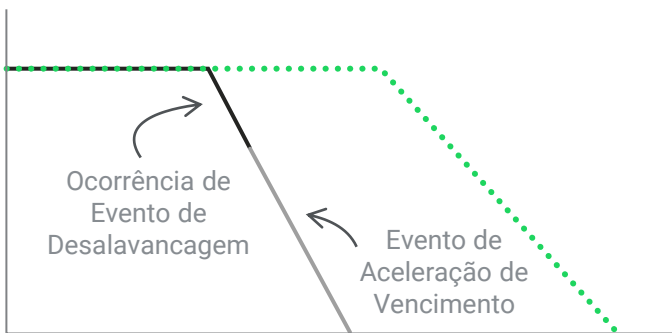 Ocorrência de
Evento de
Desalavancagem
Evento de
Aceleração de
Vencimento